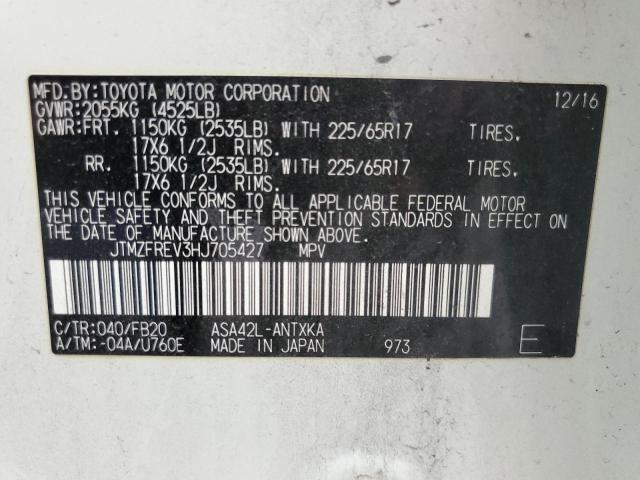 MFD.BY:TOYOTA MOTOR CORPORATION 12/16
GVWR:2055KG (4525LB)
GAWR:FRT. 1150KG (2535LB) WITH 225/65R17 TIRES.
17X6 1/2J RIMS.
RR. 1150KG (2535LB) WITH 225/65R17 TIRES.
17X6 1/2J RIMS.
THIS VEHICLE CONFORMS TO ALL APPLICABLE FEDERAL MOTOR
VEHICLE SAFETY AND THEFT PREVENTION STANDARDS IN EFFECT ON
THE DATE OF MANUFACTURE SHOWN ABOVE.
JTMZFREV3HJ705427 MPV
C/TR:040/FB20 ASA42L-ANTXKA
A/TM:-04A/U760E MADE IN JAPAN 973 E